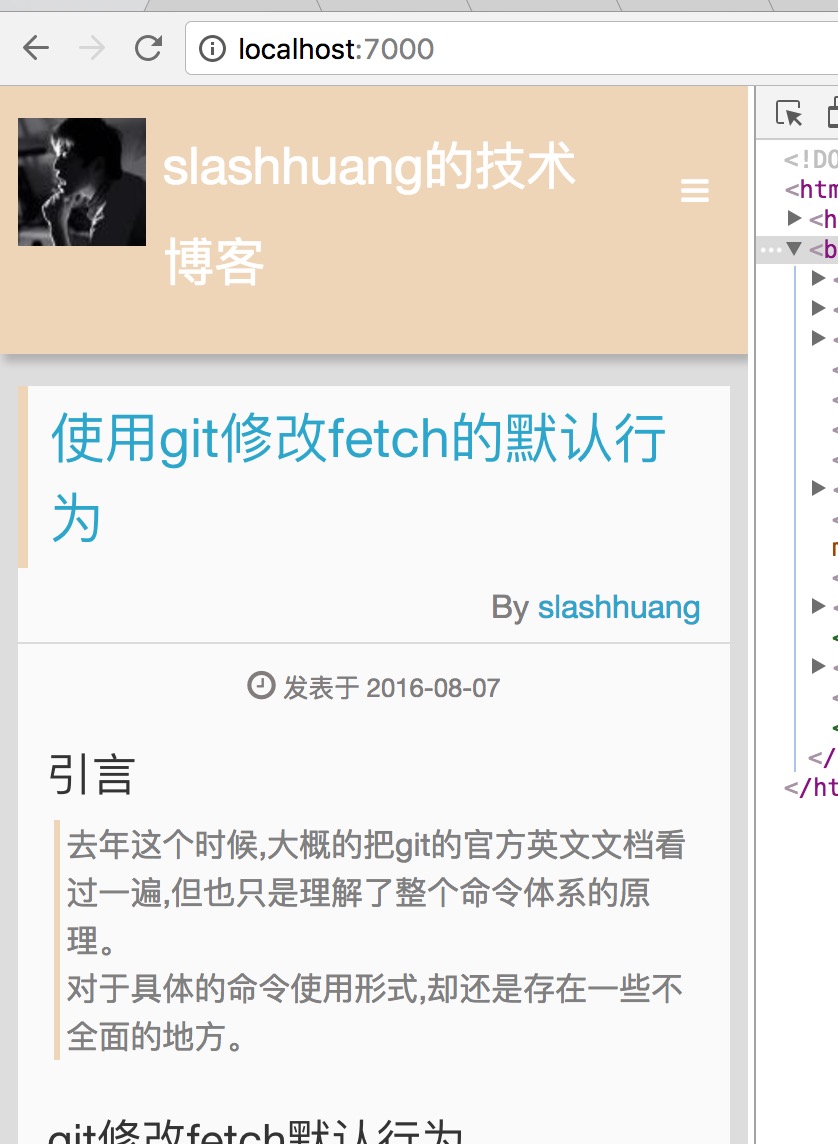 localhost:7000
slashhuang的技术
博客
使用git修改fetch的默认行
为
By slashhuang
发表于 2016-08-07
引言
去年这个时候,大概的把git的官方英文文档看
过一遍,但也只是理解了整个命令体系的原
理。
对于具体的命令使用形式,却还是存在一些不
全面的地方。
git修改fetch默认行为
<!DO
<htm
<h
<b
</
</ht